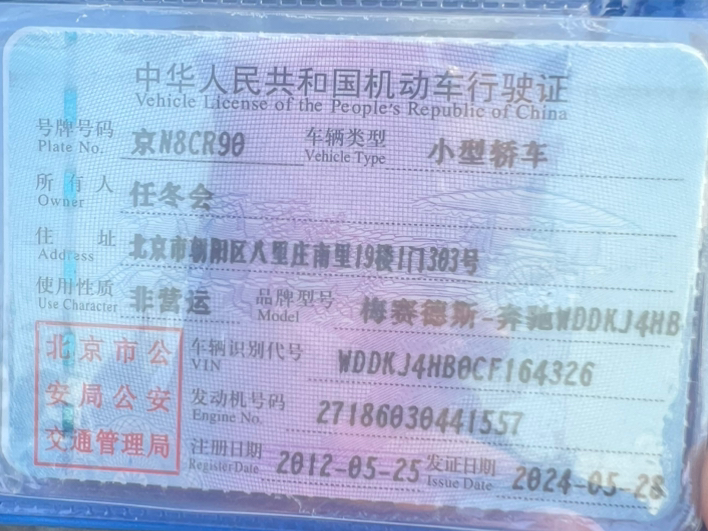 中华人民共和国机动车行驶证
Vehicle License of the People's Republic of China
号牌号码 京N8CR90 车辆类型 小型轿车
Plate No. Vehicle Type
所有人 任冬会
Owner
住址 北京市朝阳区八里庄南里19楼1门303号
Address
使用性质 非营运 品牌型号 梅赛德斯-奔驰WDDKJ4HB
Use Character Model
北京市公 车辆识别代号 WDDKJ4HB0CF164326
VIN
安局公安 发动机号码 27186030441557
Engine No.
交通管理局 注册日期 2012-05-25 发证日期 2024-05-28
Register Date Issue Date